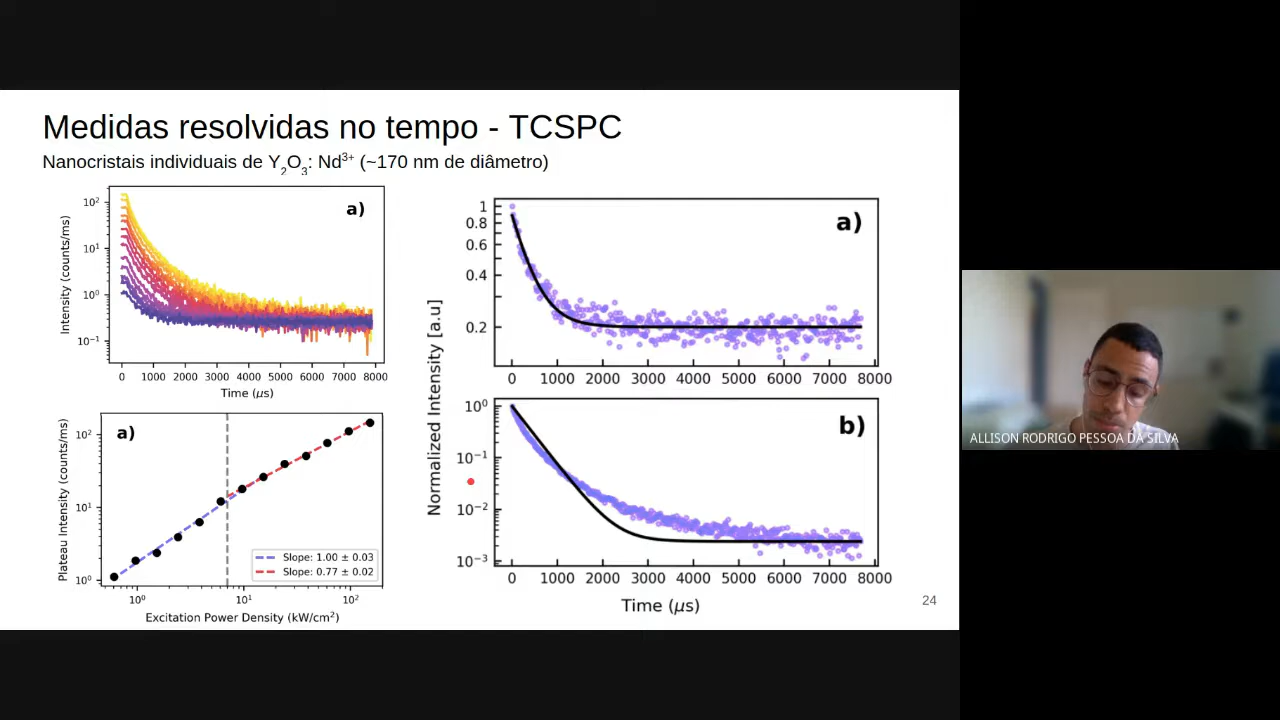 Medidas resolvidas no tempo - TCSPC
Nanocristais individuais de Y₂O₃: Nd³⁺ (~170 nm de diâmetro)
a)
Intensity (counts/ms)
10²
10¹
10⁰
10⁻¹
0 1000 2000 3000 4000 5000 6000 7000 8000
Time (μs)
a)
Plateau Intensity (counts/ms)
10²
10¹
10⁰
Slope: 1.00 ± 0.03
Slope: 0.77 ± 0.02
10⁰ 10¹ 10²
Excitation Power Density (kW/cm²)
Normalized Intensity [a.u]
a)
1
0.8
0.6
0.4
0.2
0 1000 2000 3000 4000 5000 6000 7000 8000
b)
10⁰
10⁻¹
10⁻²
10⁻³
0 1000 2000 3000 4000 5000 6000 7000 8000
Time (μs)
24
ALLISON RODRIGO PESSOA DA SILVA